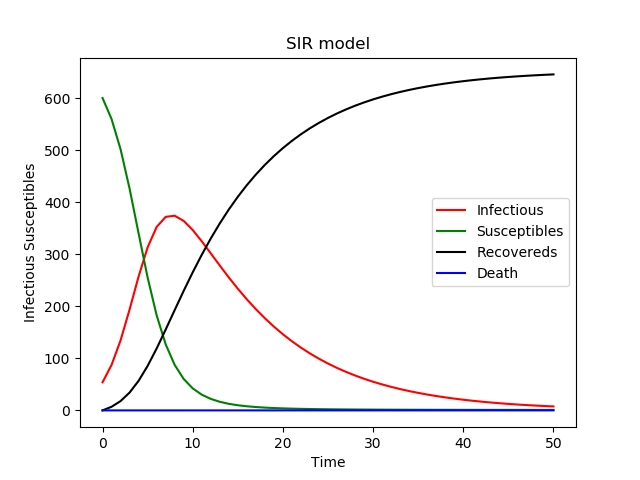 SIR model
Infectious Susceptibles
600
500
400
300
200
100
0
Infectious
Susceptibles
Recovereds
Death
0 10 20 30 40 50
Time